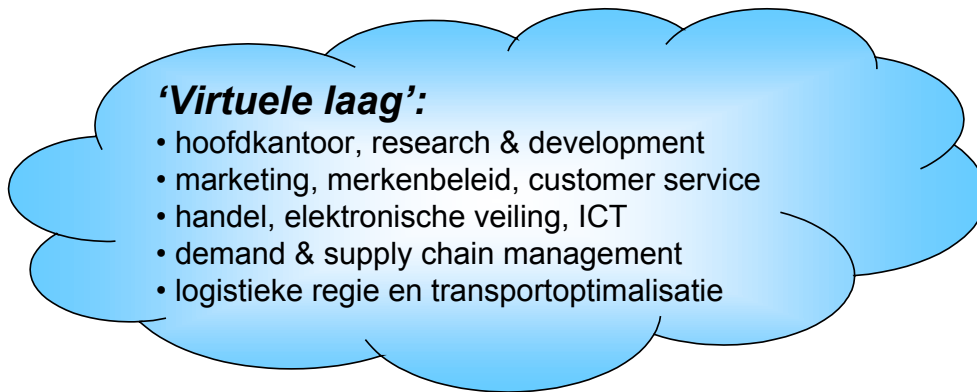 ‘Virtuele laag’:
• hoofdkantoor, research & development
• marketing, merkenbeleid, customer service
• handel, elektronische veiling, ICT
• demand & supply chain management
• logistieke regie en transportoptimalisatie